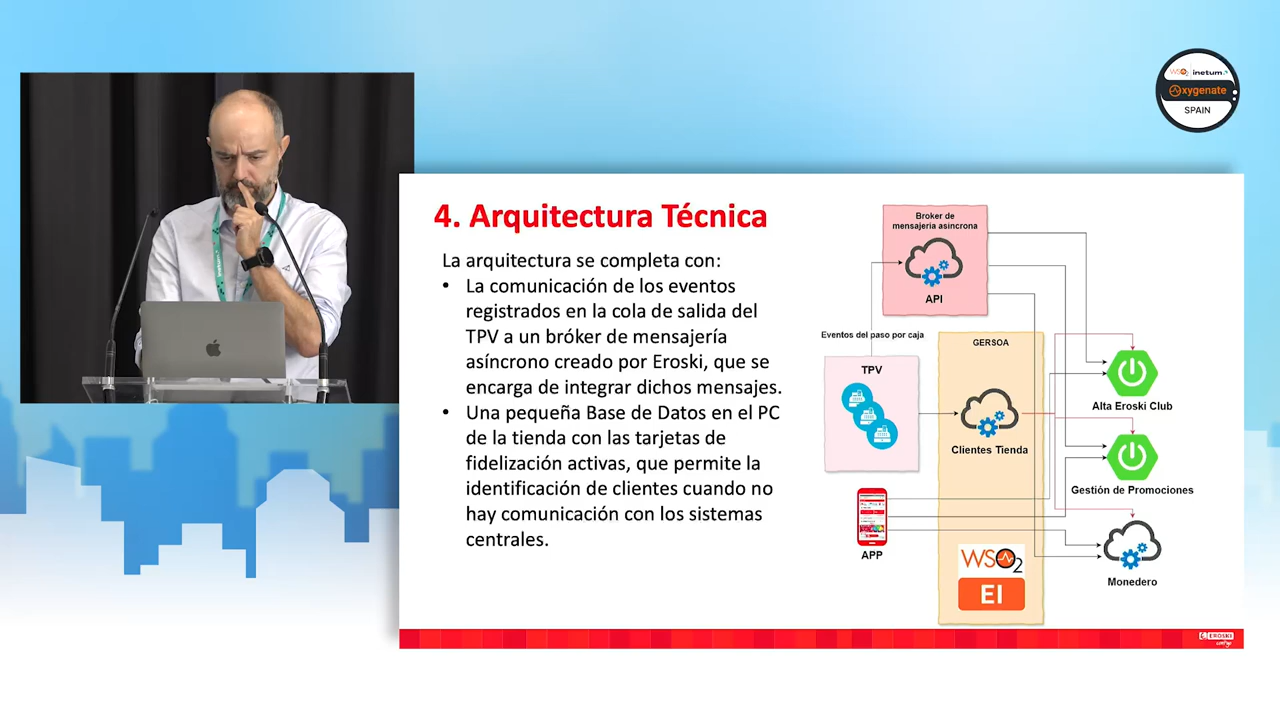 WSO2 inetum.
Oxygenate
SPAIN
4. Arquitectura Técnica
La arquitectura se completa con:
• La comunicación de los eventos
registrados en la cola de salida del
TPV a un bróker de mensajería
asíncrono creado por Eroski, que se
encarga de integrar dichos mensajes.
• Una pequeña Base de Datos en el PC
de la tienda con las tarjetas de
fidelización activas, que permite la
identificación de clientes cuando no
hay comunicación con los sistemas
centrales.
Broker de
mensajería asíncrona
API
Eventos del paso por caja
TPV
GERSOA
Clientes Tienda
Alta Eroski Club
Gestión de Promociones
APP
Monedero
WSO2
EI
EROSKI
contigo